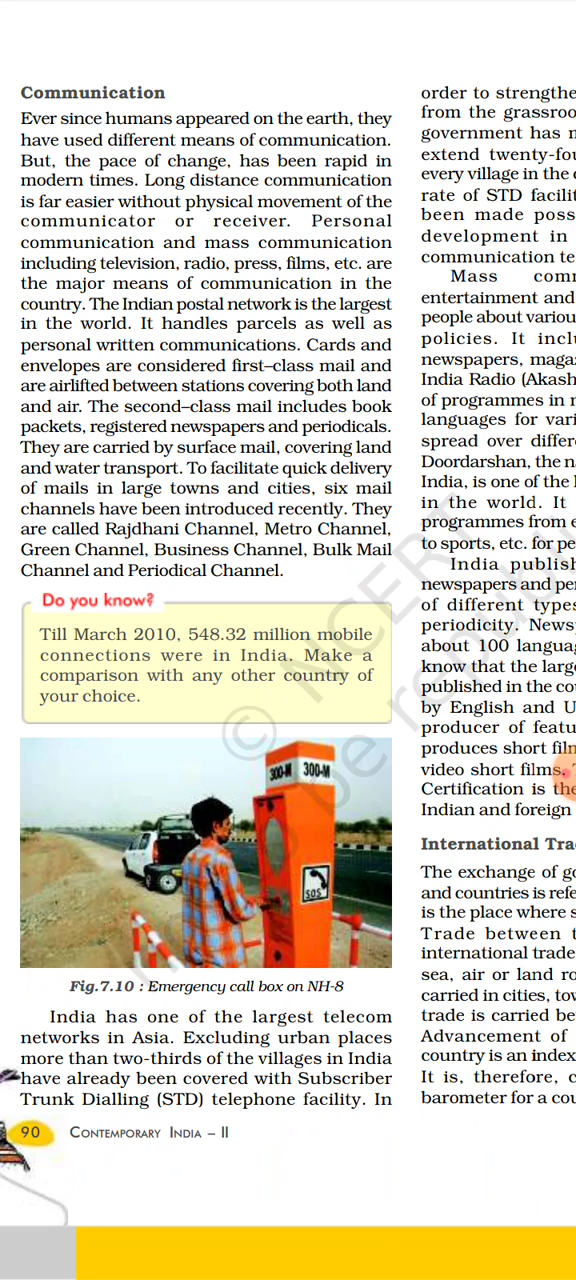 Communication
Ever since humans appeared on the earth, they
have used different means of communication.
But, the pace of change, has been rapid in
modern times. Long distance communication
is far easier without physical movement of the
communicator or receiver. Personal
communication and mass communication
including television, radio, press, films, etc. are
the major means of communication in the
country. The Indian postal network is the largest
in the world. It handles parcels as well as
personal written communications. Cards and
envelopes are considered first–class mail and
are airlifted between stations covering both land
and air. The second–class mail includes book
packets, registered newspapers and periodicals.
They are carried by surface mail, covering land
and water transport. To facilitate quick delivery
of mails in large towns and cities, six mail
channels have been introduced recently. They
are called Rajdhani Channel, Metro Channel,
Green Channel, Business Channel, Bulk Mail
Channel and Periodical Channel.
Do you know?
Till March 2010, 548.32 million mobile
connections were in India. Make a
comparison with any other country of
your choice.
300-M 300-M
SOS
Fig.7.10 : Emergency call box on NH-8
India has one of the largest telecom
networks in Asia. Excluding urban places
more than two-thirds of the villages in India
have already been covered with Subscriber
Trunk Dialling (STD) telephone facility. In
order to strengthe
from the grassroo
government has m
extend twenty-fou
every village in the
rate of STD facilit
been made poss
development in
communication te
Mass comm
entertainment and
people about variou
policies. It inclu
newspapers, maga
India Radio (Akash
of programmes in
languages for vari
spread over differe
Doordarshan, the na
India, is one of the
in the world. It
programmes from e
to sports, etc. for pe
India publish
newspapers and per
of different types
periodicity. Newsp
about 100 languag
know that the large
published in the cou
by English and U
producer of featu
produces short film
video short films.
Certification is the
Indian and foreign
International Trad
The exchange of go
and countries is refe
is the place where s
Trade between t
international trade
sea, air or land ro
carried in cities, tow
trade is carried be
Advancement of
country is an index
It is, therefore, c
barometer for a cou
90 CONTEMPORARY INDIA – II
© NCERT
not to be republi